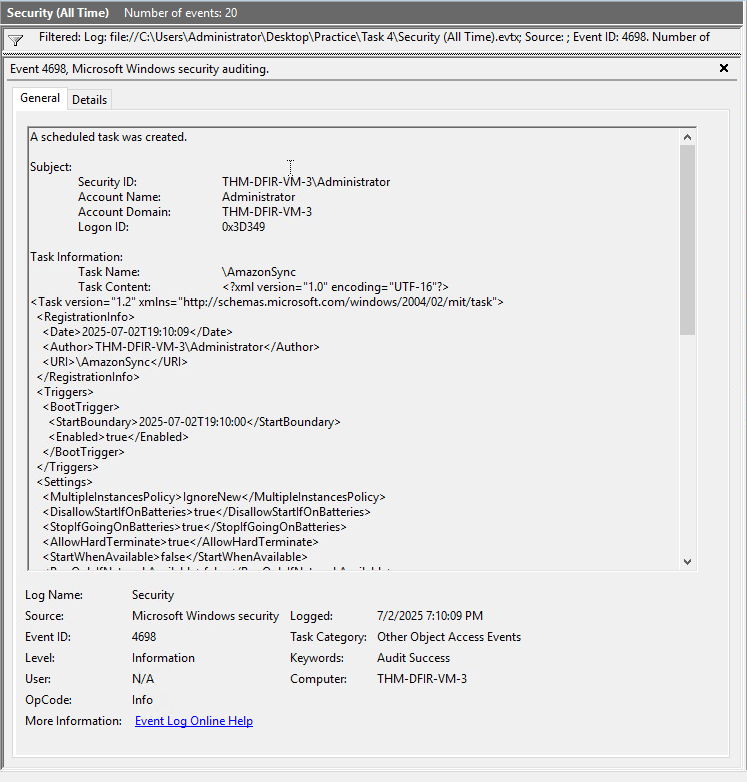 Security (All Time) Number of events: 20
Filtered: Log: file://C:\Users\Administrator\Desktop\Practice\Task 4\Security (All Time).evtx; Source: ; Event ID: 4698. Number of
Event 4698, Microsoft Windows security auditing.
General Details
A scheduled task was created.
Subject:
Security ID: THM-DFIR-VM-3\Administrator
Account Name: Administrator
Account Domain: THM-DFIR-VM-3
Logon ID: 0x3D349
Task Information:
Task Name: \AmazonSync
Task Content: <?xml version="1.0" encoding="UTF-16"?>
<Task version="1.2" xmlns="http://schemas.microsoft.com/windows/2004/02/mit/task">
<RegistrationInfo>
<Date>2025-07-02T19:10:09</Date>
<Author>THM-DFIR-VM-3\Administrator</Author>
<URI>\AmazonSync</URI>
</RegistrationInfo>
<Triggers>
<BootTrigger>
<StartBoundary>2025-07-02T19:10:00</StartBoundary>
<Enabled>true</Enabled>
</BootTrigger>
</Triggers>
<Settings>
<MultipleInstancesPolicy>IgnoreNew</MultipleInstancesPolicy>
<DisallowStartIfOnBatteries>true</DisallowStartIfOnBatteries>
<StopIfGoingOnBatteries>true</StopIfGoingOnBatteries>
<AllowHardTerminate>true</AllowHardTerminate>
<StartWhenAvailable>false</StartWhenAvailable>
Log Name: Security
Source: Microsoft Windows security Logged: 7/2/2025 7:10:09 PM
Event ID: 4698 Task Category: Other Object Access Events
Level: Information Keywords: Audit Success
User: N/A Computer: THM-DFIR-VM-3
OpCode: Info
More Information: Event Log Online Help